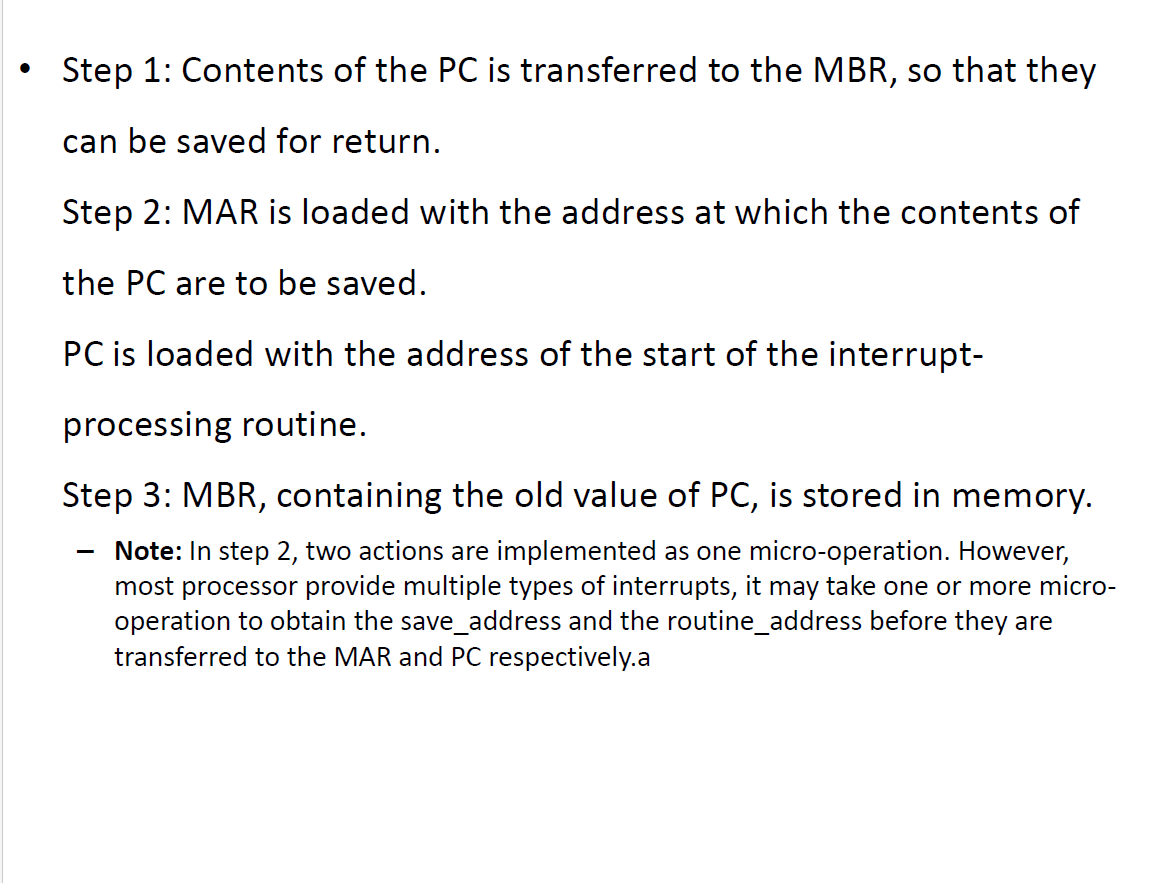 • Step 1: Contents of the PC is transferred to the MBR, so that they
can be saved for return.
Step 2: MAR is loaded with the address at which the contents of
the PC are to be saved.
PC is loaded with the address of the start of the interrupt-
processing routine.
Step 3: MBR, containing the old value of PC, is stored in memory.
– Note: In step 2, two actions are implemented as one micro-operation. However,
most processor provide multiple types of interrupts, it may take one or more micro-
operation to obtain the save_address and the routine_address before they are
transferred to the MAR and PC respectively.a